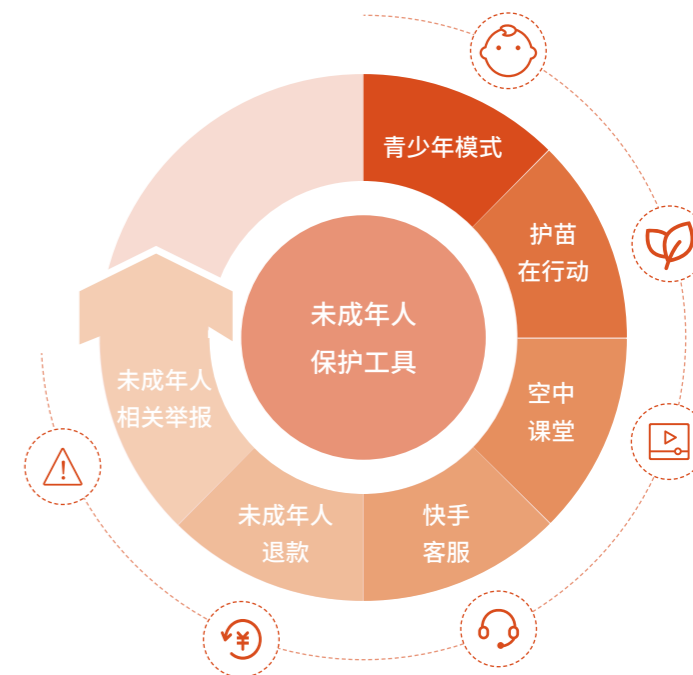 青少年模式
护苗
在行动
空中
课堂
快手
客服
未成年人
退款
未成年人
相关举报
未成年人
保护工具